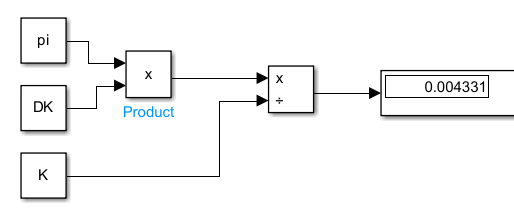 pi
x
x
÷
0.004331
DK
Product
K